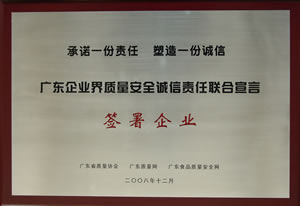 承诺一份责任 塑造一份诚信
广东企业界质量安全诚信责任联合宣言
签署企业
广东省质量协会 广东质量网 广东食品质量安全网
二〇〇八年十二月